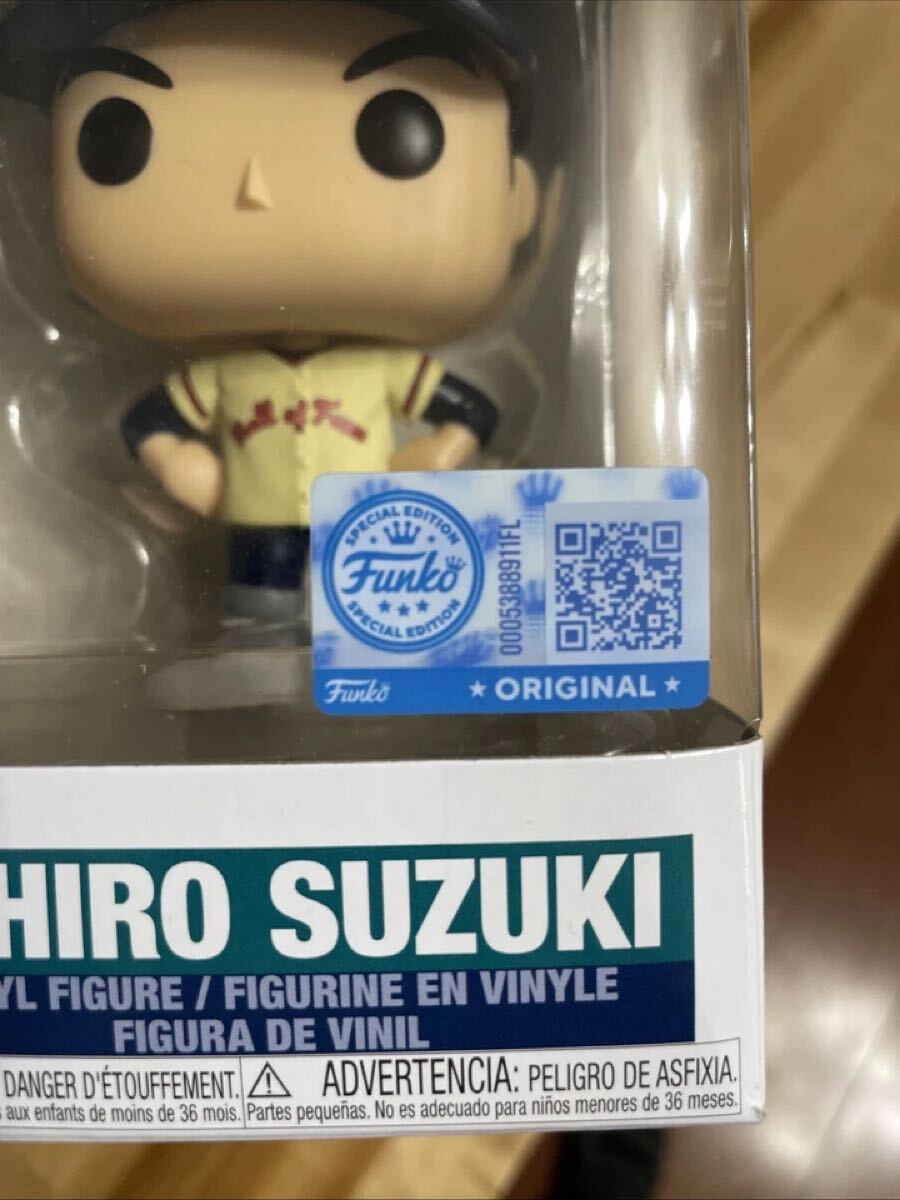 Hall of Fame
SPECIAL EDITION
Funko
SPECIAL EDITION
0005388911FL
Funko
★ ORIGINAL ★
HIRO SUZUKI
YL FIGURE / FIGURINE EN VINYLE
FIGURA DE VINIL
DANGER D'ÉTOUFFEMENT.
s aux enfants de moins de 36 mois.
ADVERTENCIA: PELIGRO DE ASFIXIA.
Partes pequeñas. No es adecuado para niños menores de 36 meses.